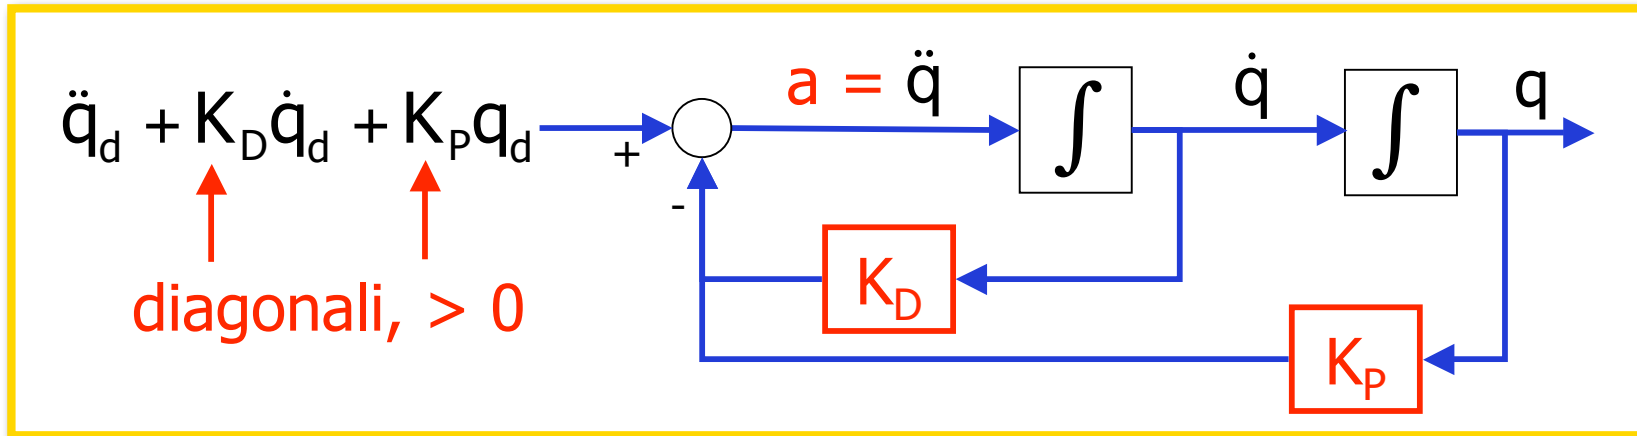 q̈d + KDq̇d + KPqd
+
-
a = q̈
∫
q̇
∫
q
diagonali, > 0
KD
KP